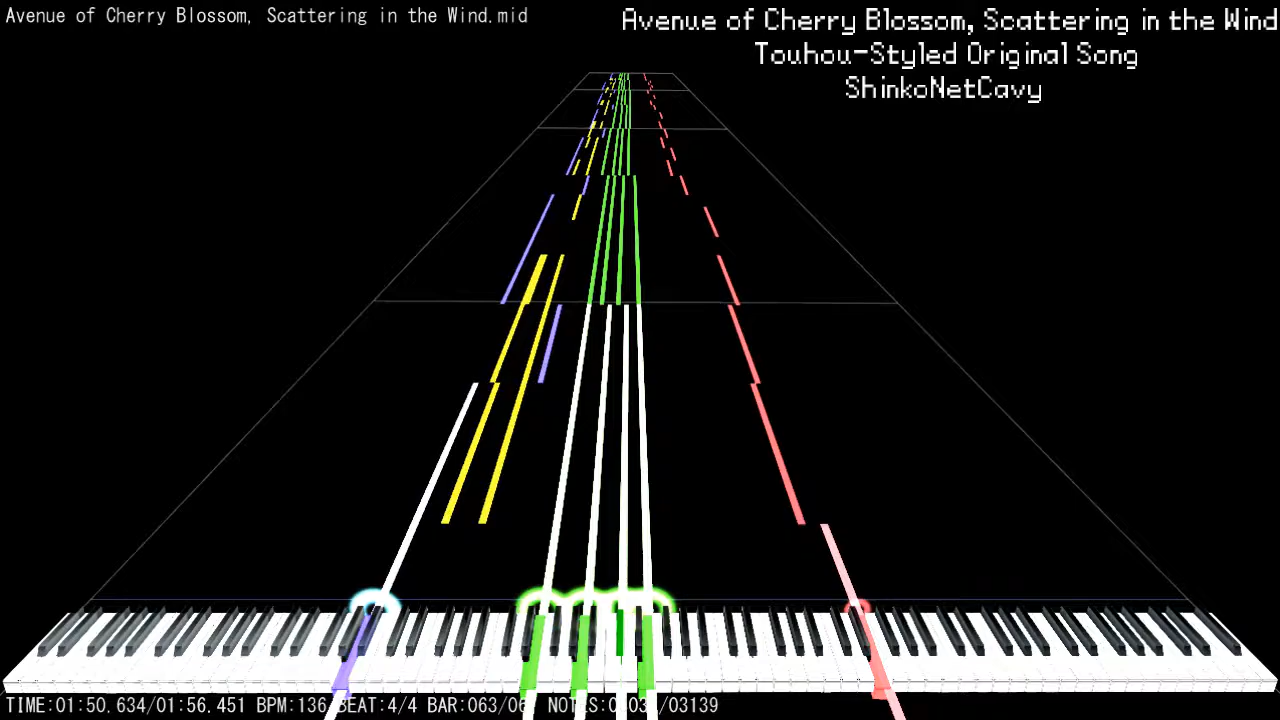 Avenue of Cherry Blossom, Scattering in the Wind.mid
Avenue of Cherry Blossom, Scattering in the Wind
Touhou-Styled Original Song
ShinkoNetCavy
TIME:01:50.634/01:56.451 BPM:136 BEAT:4/4 BAR:063/06 /03139